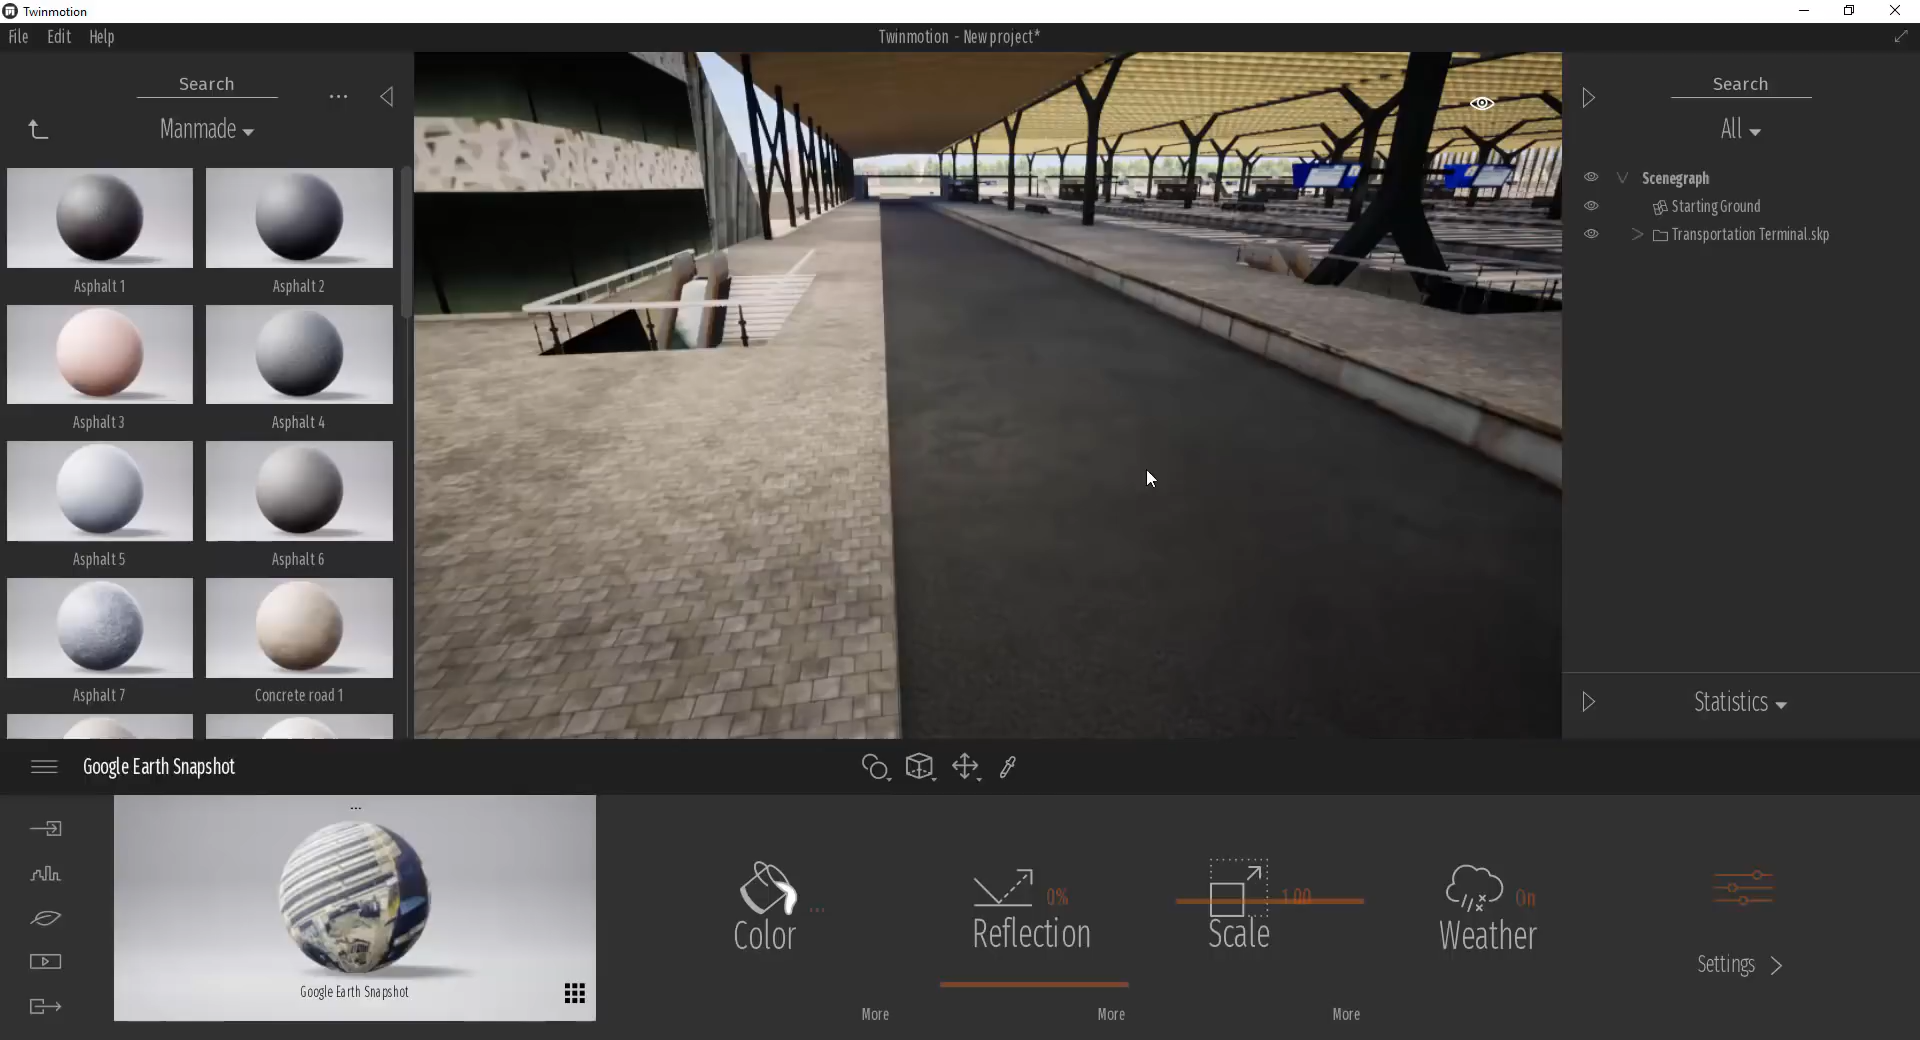 Twinmotion
File Edit Help
Twinmotion - New project*
Search
...
Manmade
Asphalt 1
Asphalt 2
Asphalt 3
Asphalt 4
Asphalt 5
Asphalt 6
Asphalt 7
Concrete road 1
Search
All
Scenegraph
Starting Ground
Transportation Terminal.skp
Statistics
Google Earth Snapshot
...
Google Earth Snapshot
Color ...
More
0%
Reflection
More
1.00
Scale
More
On
Weather
Settings